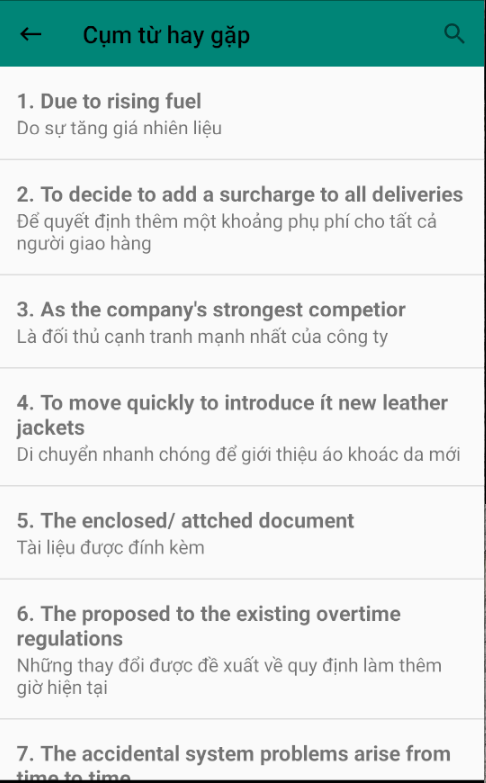 Cụm từ hay gặp
1. Due to rising fuel
Do sự tăng giá nhiên liệu
2. To decide to add a surcharge to all deliveries
Để quyết định thêm một khoảng phụ phí cho tất cả
người giao hàng
3. As the company's strongest competior
Là đối thủ cạnh tranh mạnh nhất của công ty
4. To move quickly to introduce ít new leather
jackets
Di chuyển nhanh chóng để giới thiệu áo khoác da mới
5. The enclosed/ attched document
Tài liệu được đính kèm
6. The proposed to the existing overtime
regulations
Những thay đổi được đề xuất về quy định làm thêm
giờ hiện tại
7. The accidental system problems arise from
time to time